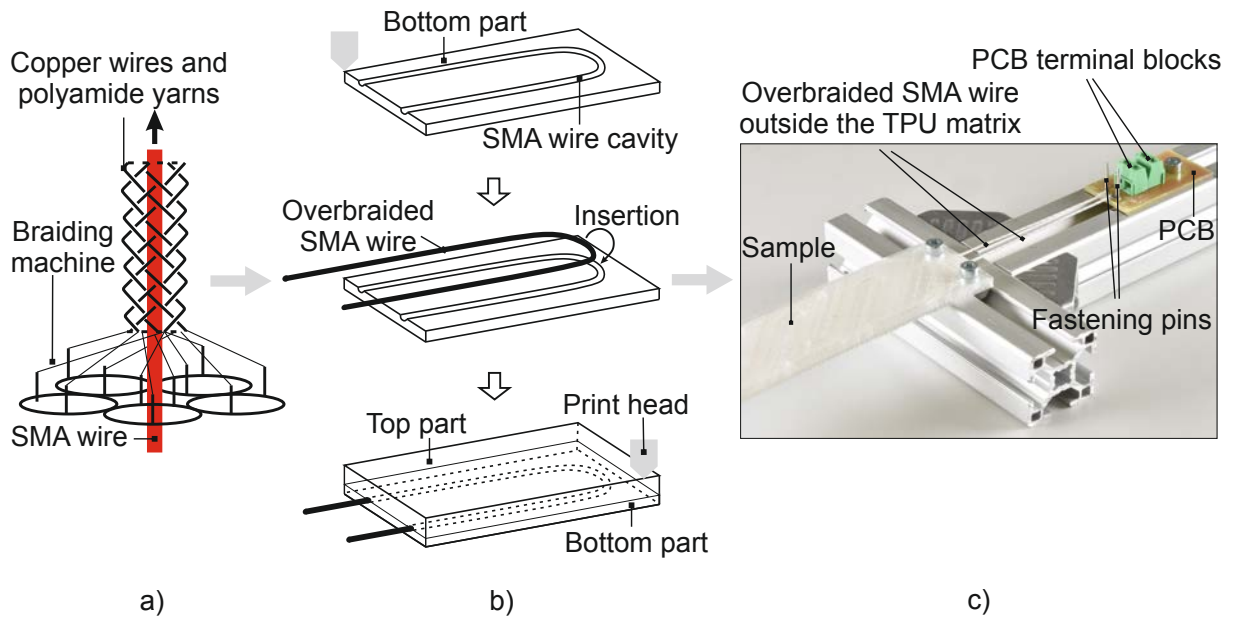 Copper wires and
polyamide yarns
Braiding
machine
SMA wire
a)
Bottom part
SMA wire cavity
Overbraided
SMA wire
Insertion
Top part
Print head
Bottom part
b)
PCB terminal blocks
Overbraided SMA wire
outside the TPU matrix
Sample
PCB
Fastening pins
c)